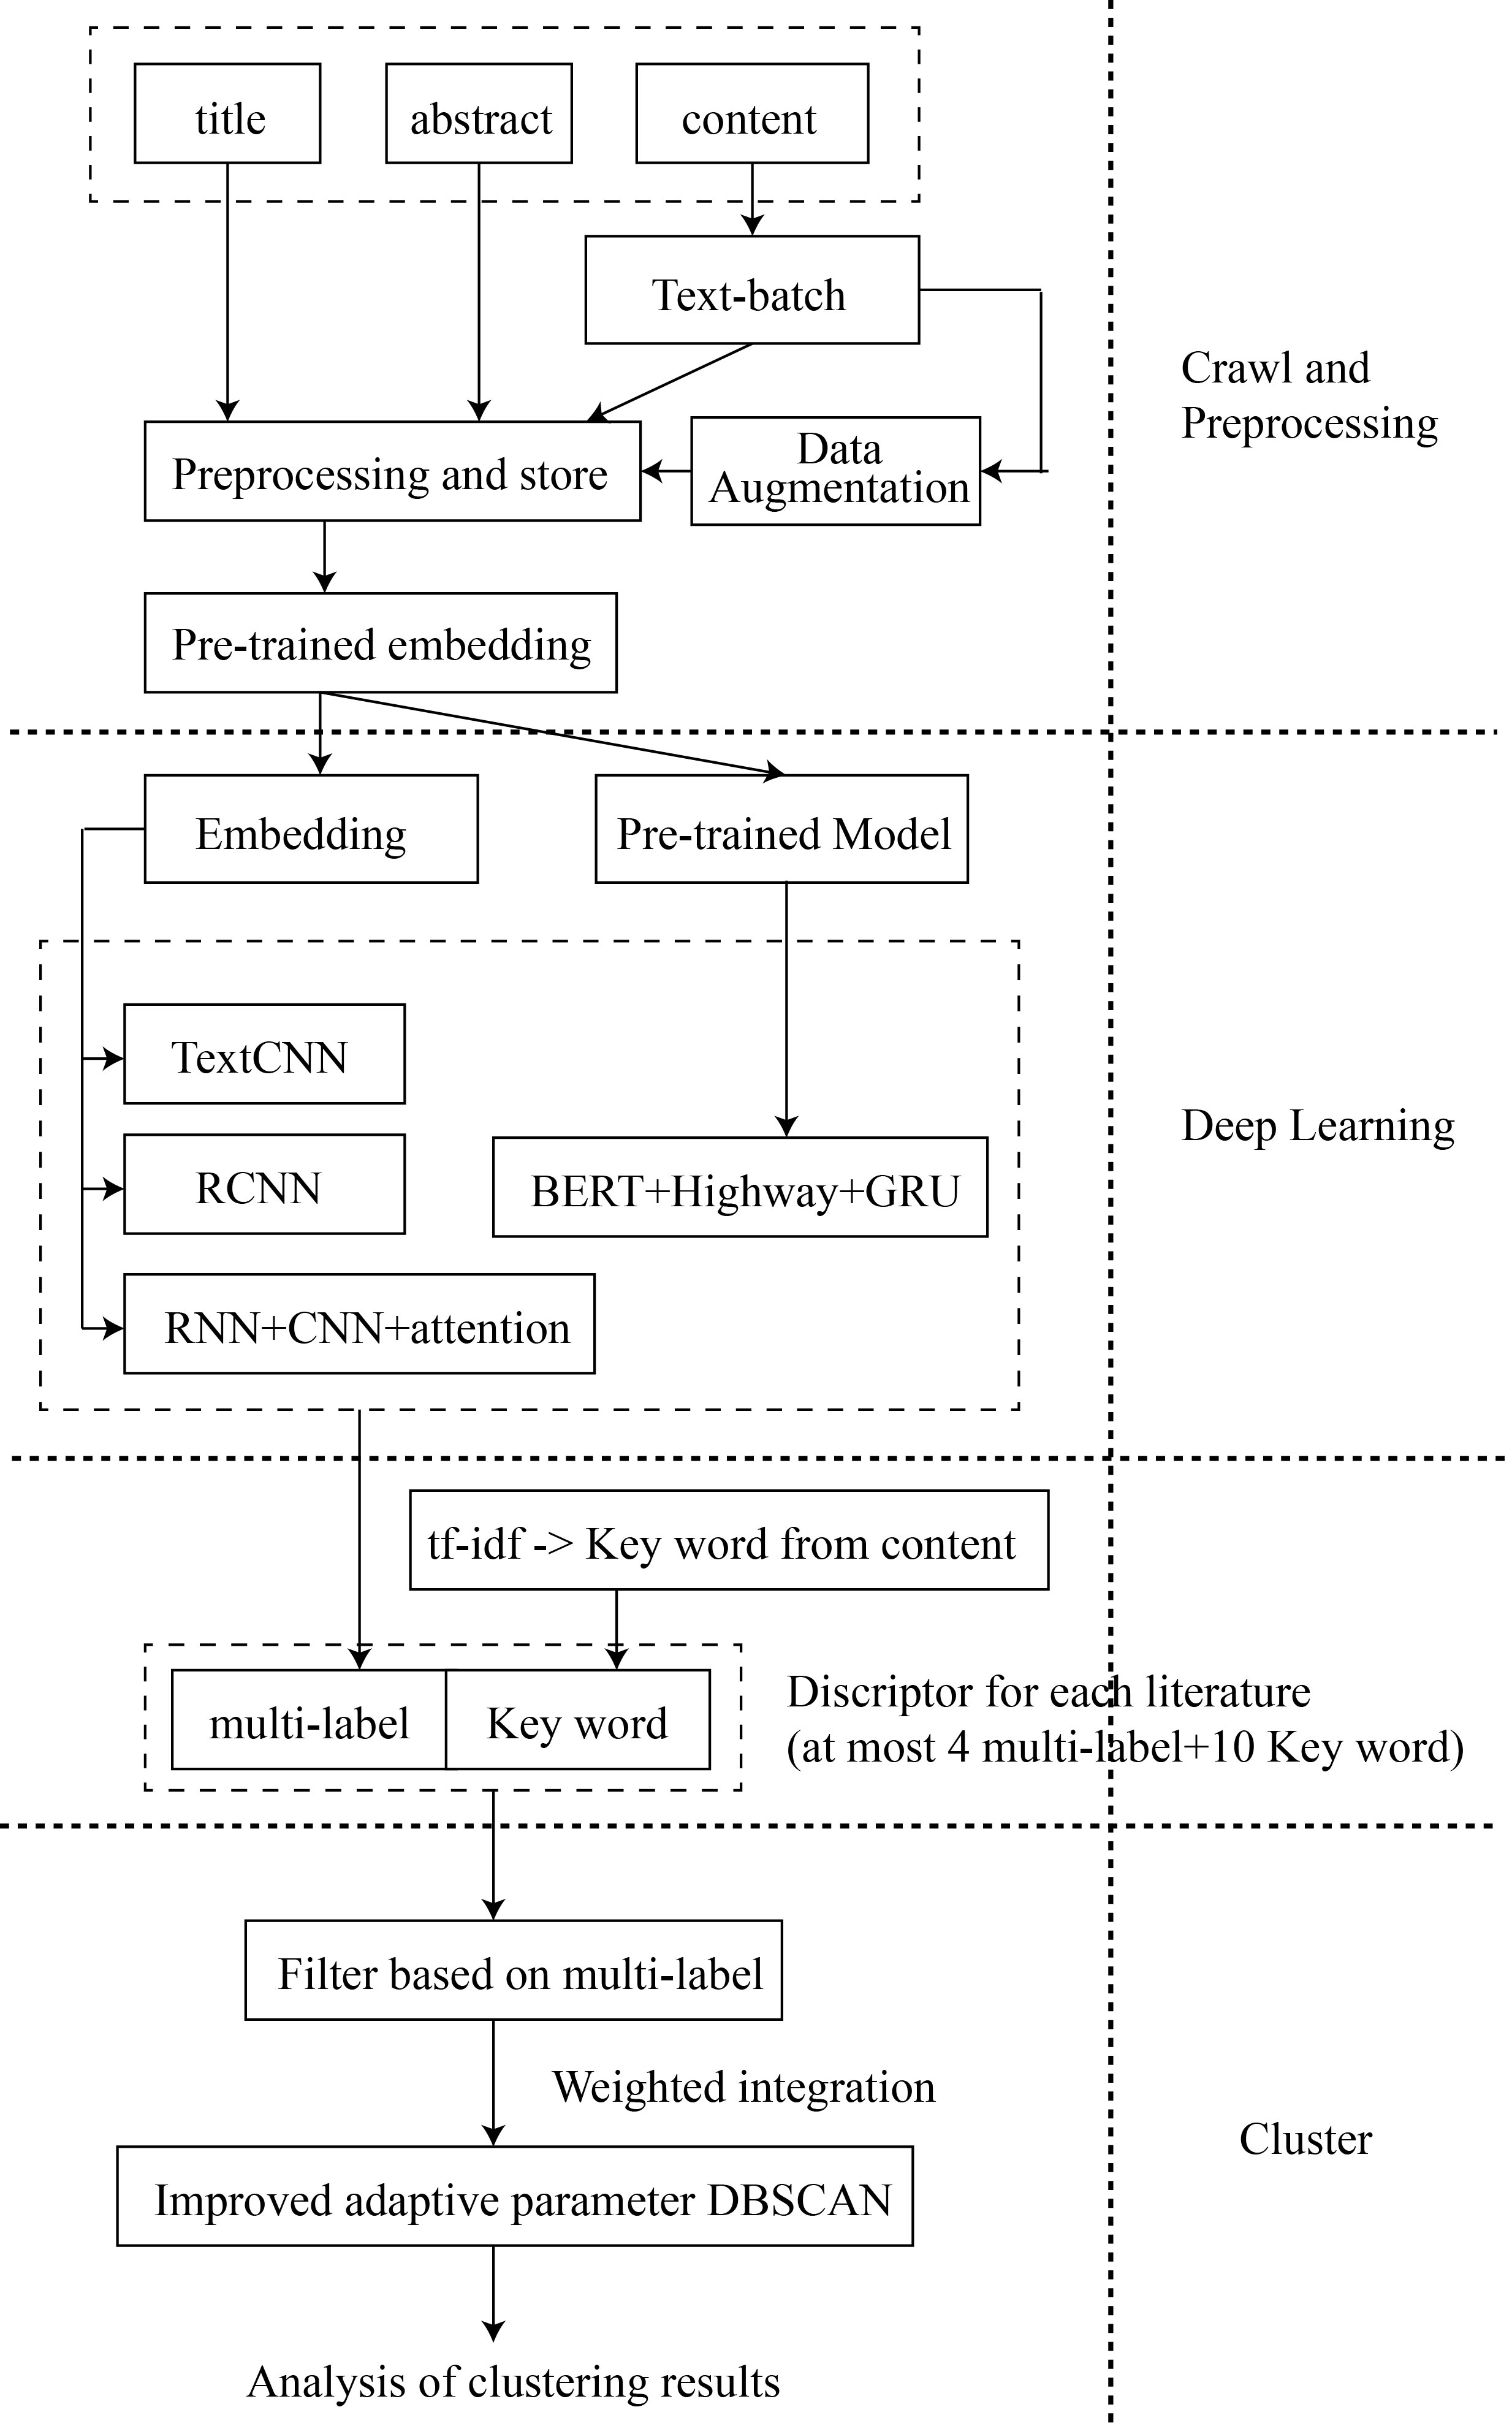 title
abstract
content
Text-batch
Crawl and
Preprocessing
Data
Augmentation
Preprocessing and store
Pre-trained embedding
Embedding
Pre-trained Model
TextCNN
Deep Learning
RCNN
BERT+Highway+GRU
RNN+CNN+attention
tf-idf -> Key word from content
multi-label
Key word
Discriptor for each literature
(at most 4 multi-label+10 Key word)
Filter based on multi-label
Weighted integration
Cluster
Improved adaptive parameter DBSCAN
Analysis of clustering results